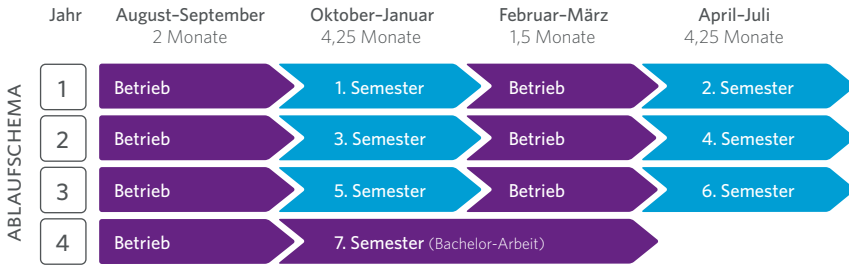 Jahr August–September Oktober–Januar Februar–März April–Juli
2 Monate 4,25 Monate 1,5 Monate 4,25 Monate
ABLAUFSCHEMA
1 Betrieb 1. Semester Betrieb 2. Semester
2 Betrieb 3. Semester Betrieb 4. Semester
3 Betrieb 5. Semester Betrieb 6. Semester
4 Betrieb 7. Semester (Bachelor-Arbeit)